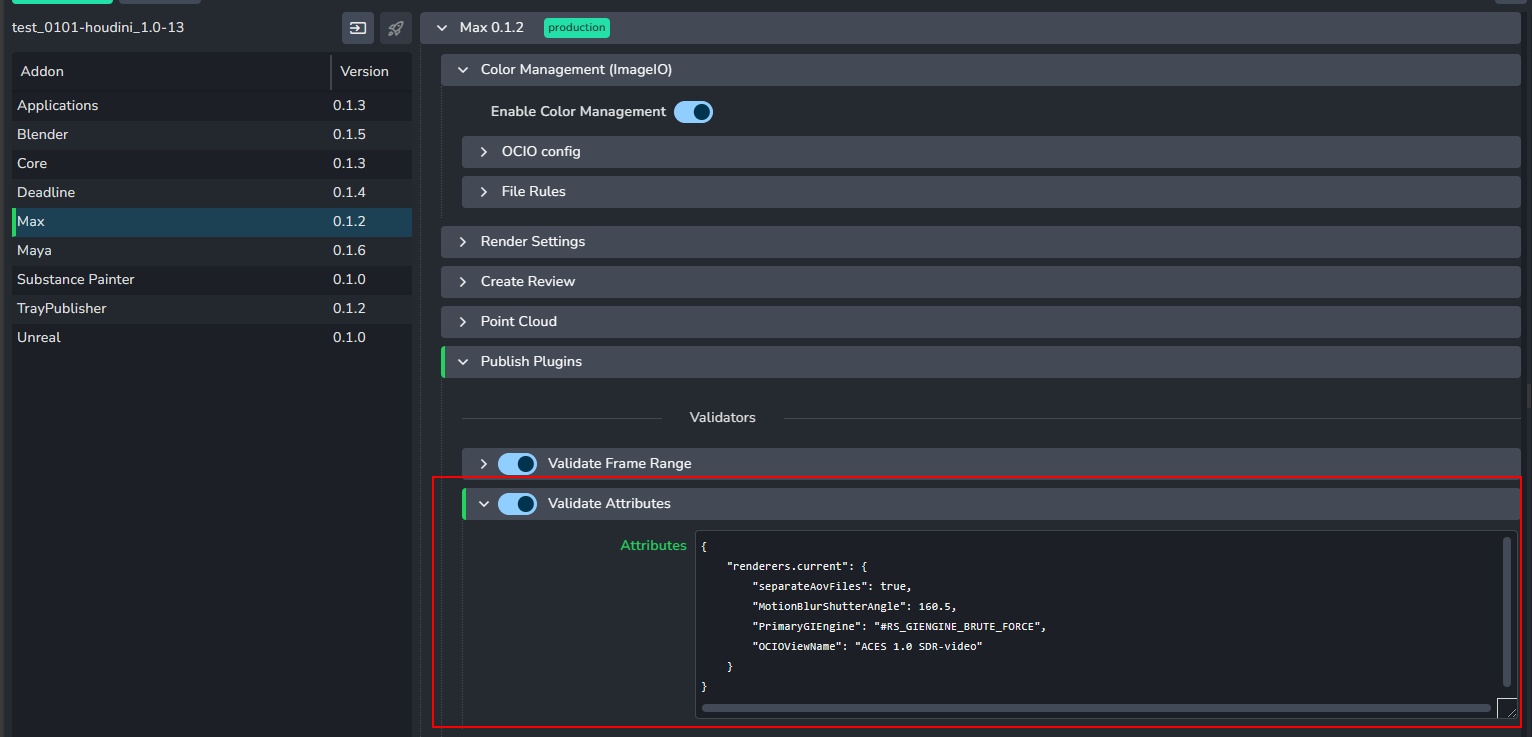 test_0101-houdini_1.0-13
Addon Version
Applications 0.1.3
Blender 0.1.5
Core 0.1.3
Deadline 0.1.4
Max 0.1.2
Maya 0.1.6
Substance Painter 0.1.0
TrayPublisher 0.1.2
Unreal 0.1.0
Max 0.1.2 production
Color Management (ImageIO)
Enable Color Management
OCIO config
File Rules
Render Settings
Create Review
Point Cloud
Publish Plugins
Validators
Validate Frame Range
Validate Attributes
Attributes
{
    "renderers.current": {
        "separateAovFiles": true,
        "MotionBlurShutterAngle": 160.5,
        "PrimaryGIEngine": "#RS_GIENGINE_BRUTE_FORCE",
        "OCIOViewName": "ACES 1.0 SDR-video"
    }
}